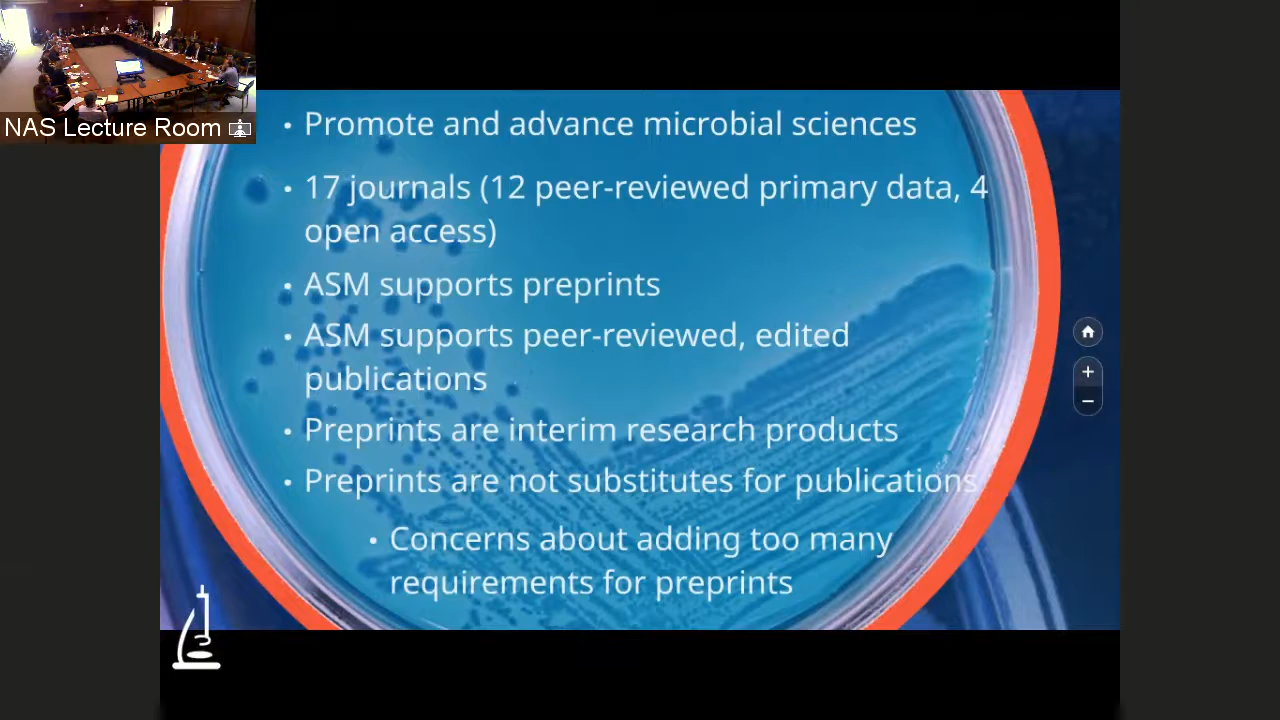 NAS Lecture Room
• Promote and advance microbial sciences
• 17 journals (12 peer-reviewed primary data, 4
open access)
• ASM supports preprints
• ASM supports peer-reviewed, edited
publications
• Preprints are interim research products
• Preprints are not substitutes for publications
• Concerns about adding too many
requirements for preprints